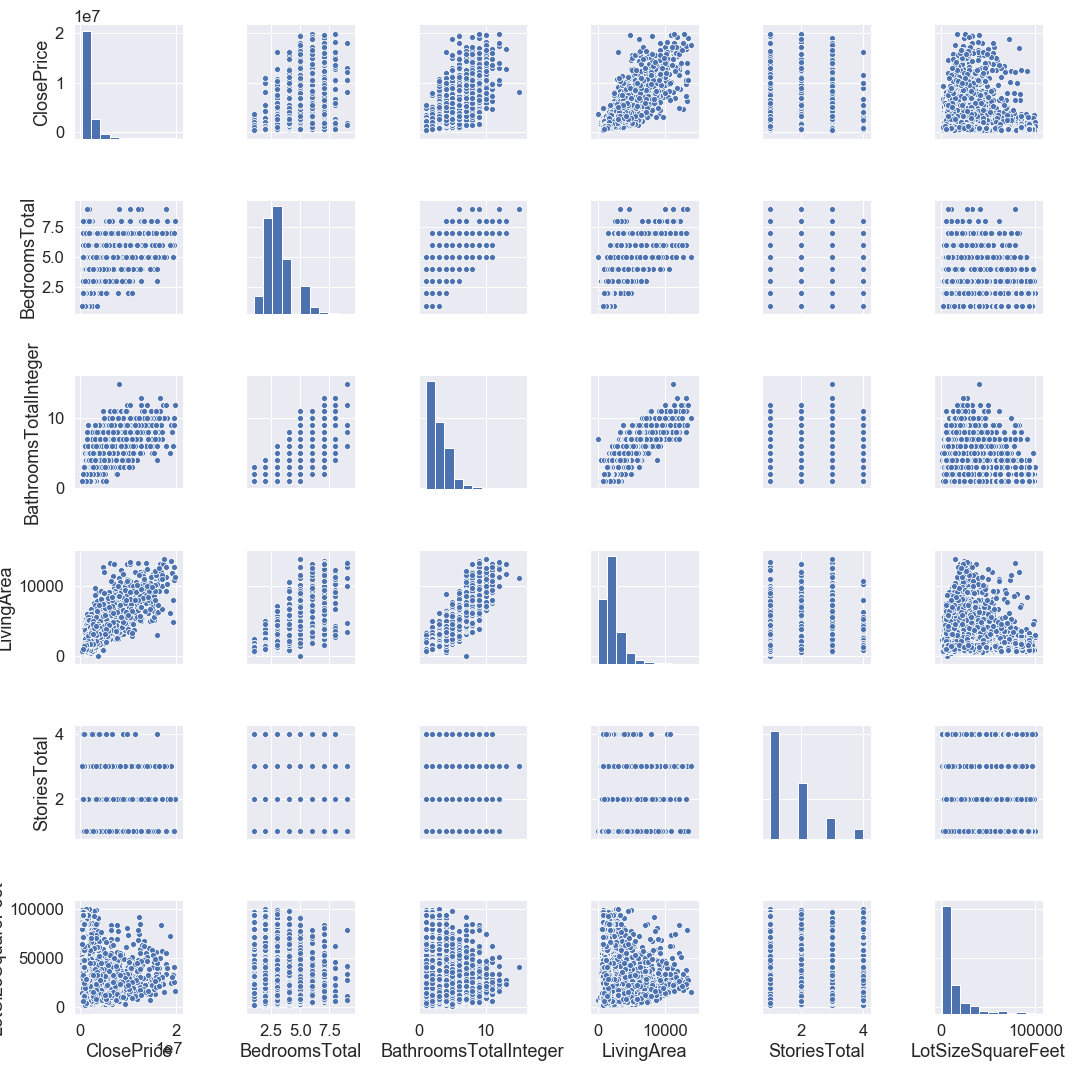 1e7
ClosePrice
2
1
0
BedroomsTotal
7.5
5.0
2.5
BathroomsTotalInteger
10
0
LivingArea
10000
0
StoriesTotal
4
2
100000
50000
0
0 2
2.5 5.0 7.5
0 10
0 10000
2 4
0 100000
1e7
ClosePrice
BedroomsTotal
BathroomsTotalInteger
LivingArea
StoriesTotal
LotSizeSquareFeet